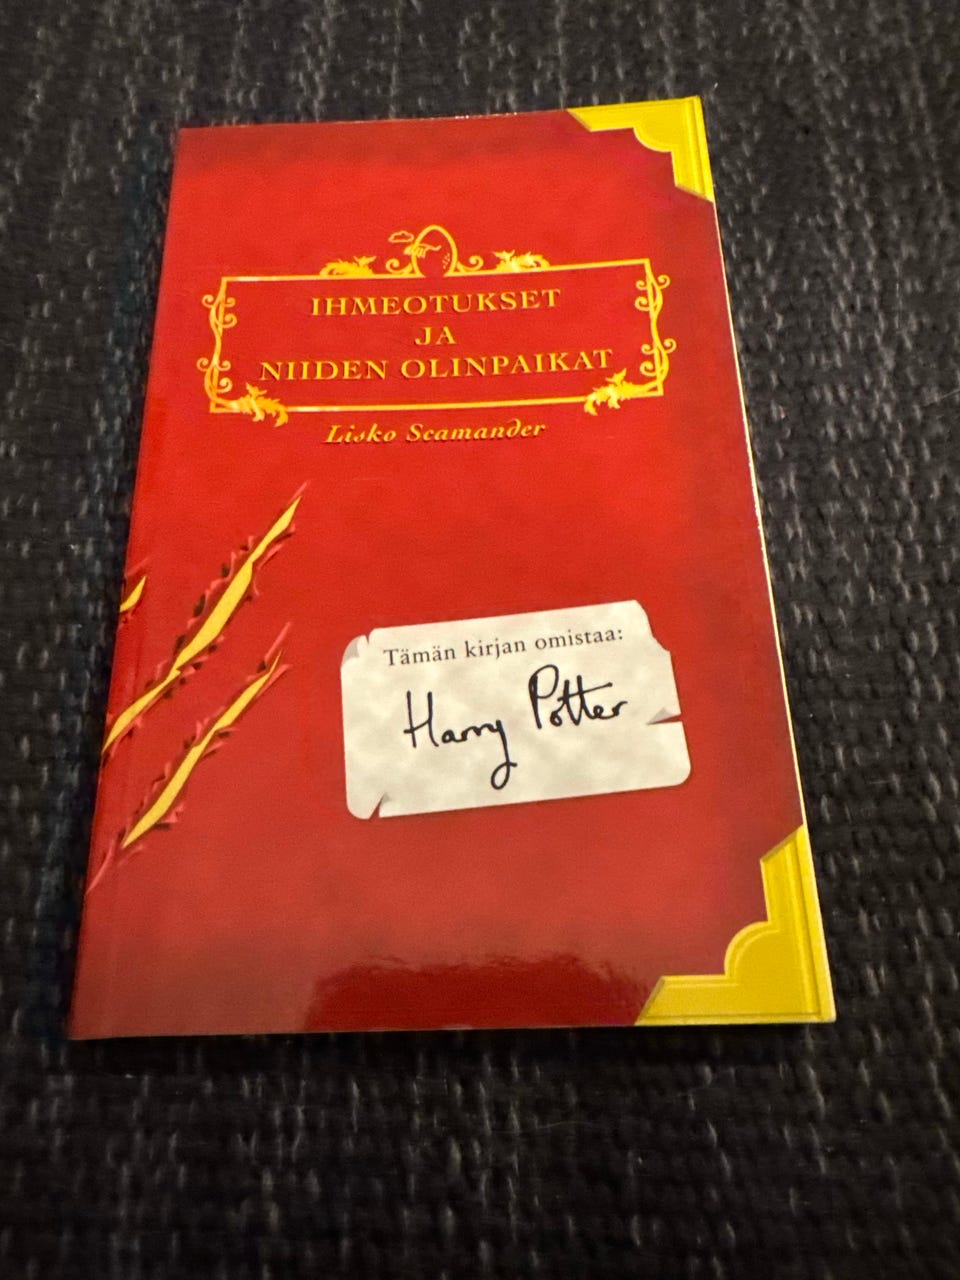 IHMEOTUKSET
JA
NIIDEN OLINPAIKAT
Lisko Scamander
Tämän kirjan omistaa:
Harry Potter